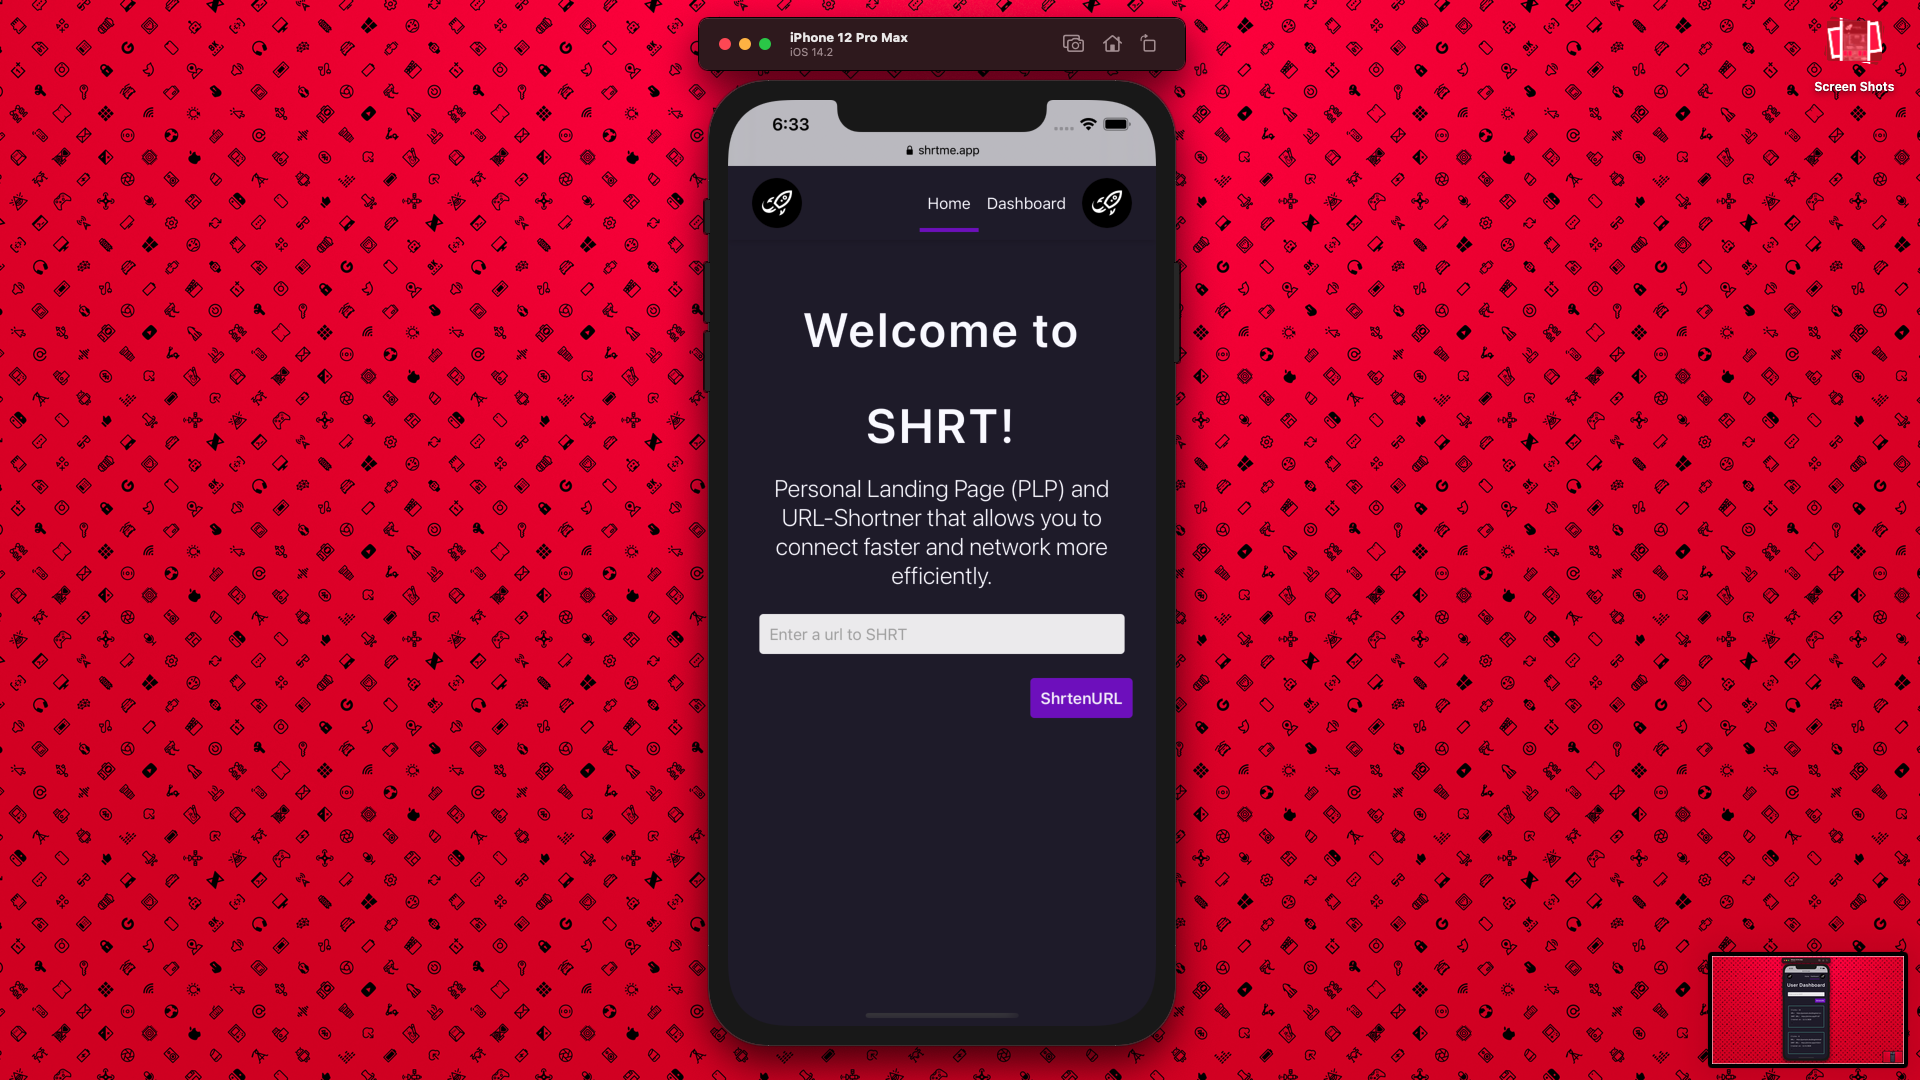 iPhone 12 Pro Max
iOS 14.2
Screen Shots
6:33
shrtme.app
Home Dashboard
Welcome to
SHRT!
Personal Landing Page (PLP) and
URL-Shortner that allows you to
connect faster and network more
efficiently.
Enter a url to SHRT
ShrtenURL
User Dashboard